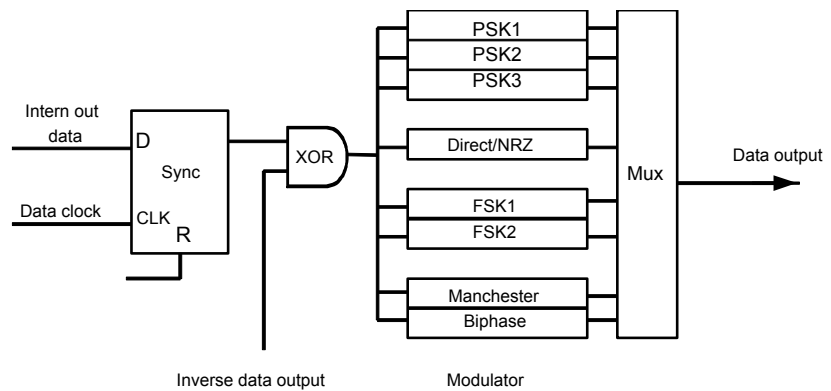 PSK1
PSK2
PSK3
Intern out
data
D
Sync
XOR
Direct/NRZ
Mux
Data output
Data clock
CLK
R
FSK1
FSK2
Manchester
Biphase
Inverse data output
Modulator